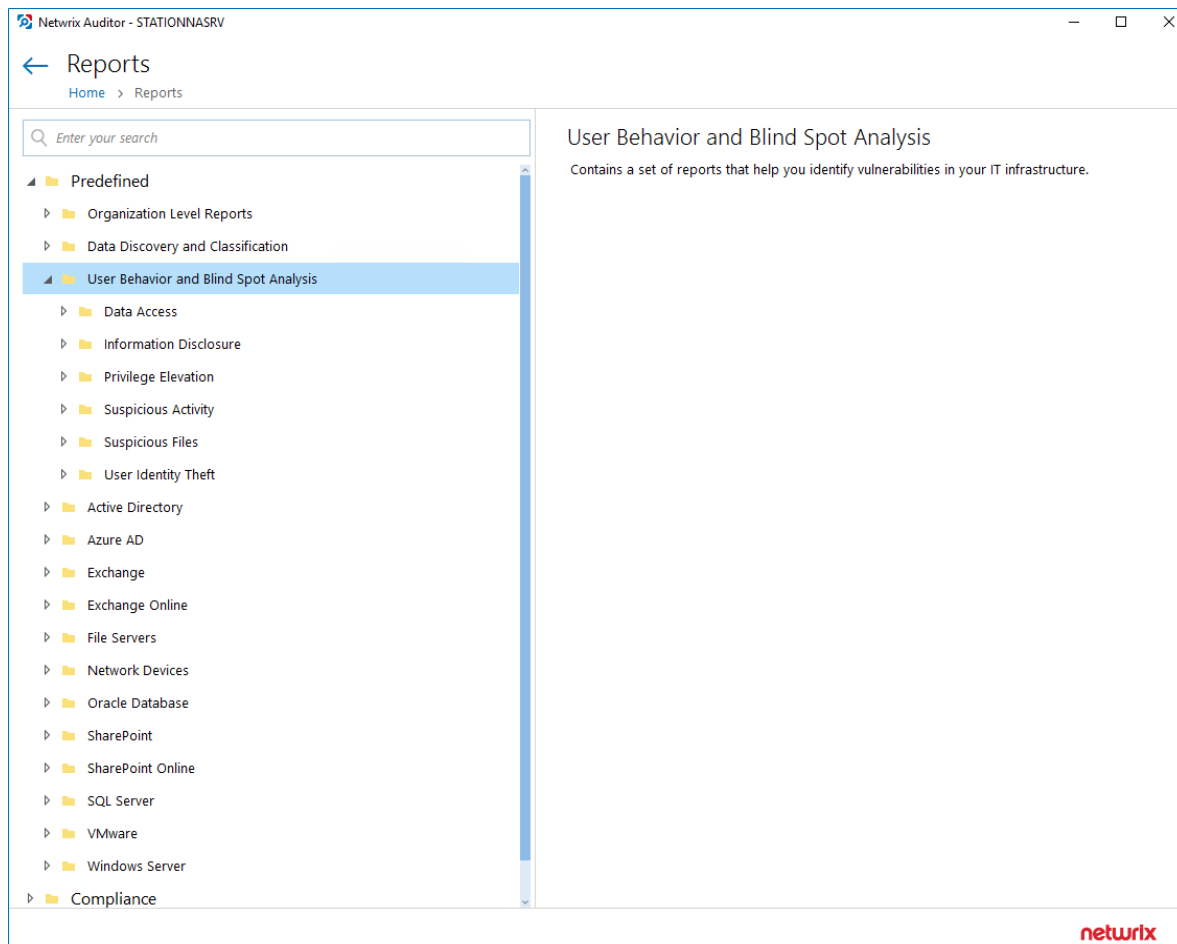 Netwrix Auditor - STATIONNASRV
Reports
Home > Reports
Enter your search
Predefined
Organization Level Reports
Data Discovery and Classification
User Behavior and Blind Spot Analysis
Data Access
Information Disclosure
Privilege Elevation
Suspicious Activity
Suspicious Files
User Identity Theft
Active Directory
Azure AD
Exchange
Exchange Online
File Servers
Network Devices
Oracle Database
SharePoint
SharePoint Online
SQL Server
VMware
Windows Server
Compliance
User Behavior and Blind Spot Analysis
Contains a set of reports that help you identify vulnerabilities in your IT infrastructure.
netwrix